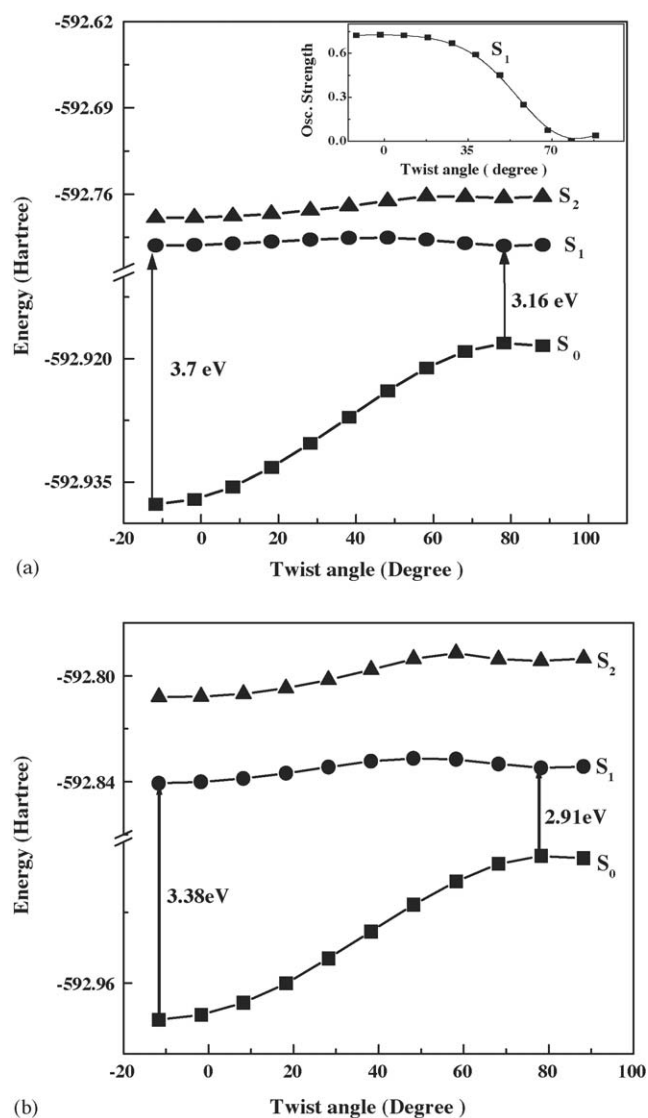 -592.62
-592.69
-592.76
-592.920
-592.935
Energy (Hartree)
0.6
0.3
0.0
Osc. Strength
S1
0 35 70
Twist angle ( degree )
S2
S1
3.16 eV
S0
3.7 eV
-20 0 20 40 60 80 100
(a)
Twist angle (Degree )
-592.80
-592.84
-592.96
Energy (Hartree)
S2
S1
2.91eV
S0
3.38eV
-20 0 20 40 60 80 100
(b)
Twist angle (Degree )